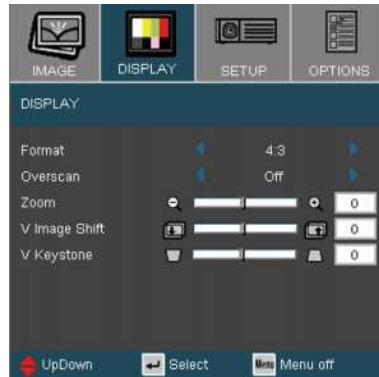 IMAGE DISPLAY SETUP OPTIONS
DISPLAY
Format 4:3
Overscan Off
Zoom 0
V Image Shift 0
V Keystone 0
UpDown Select Menu Menu off